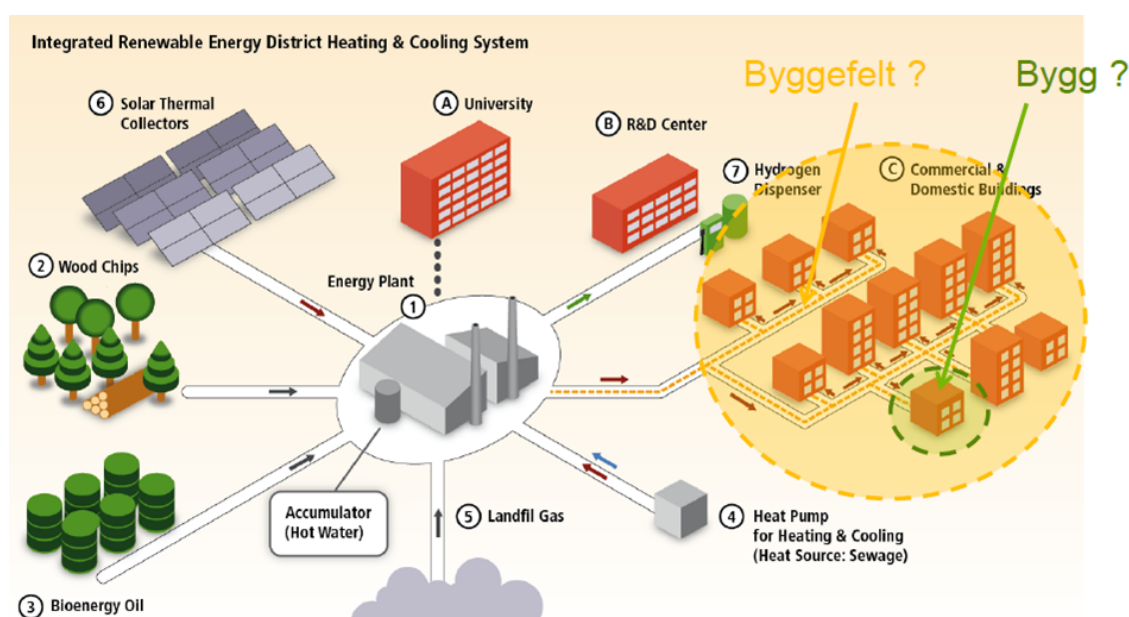 Integrated Renewable Energy District Heating & Cooling System
Byggefelt ?
Bygg ?
6 Solar Thermal
Collectors
A University
B R&D Center
7 Hydrogen
Dispenser
C Commercial &
Domestic Buildings
2 Wood Chips
Energy Plant
1
Accumulator
(Hot Water)
5 Landfil Gas
4 Heat Pump
for Heating & Cooling
(Heat Source: Sewage)
3 Bioenergy Oil